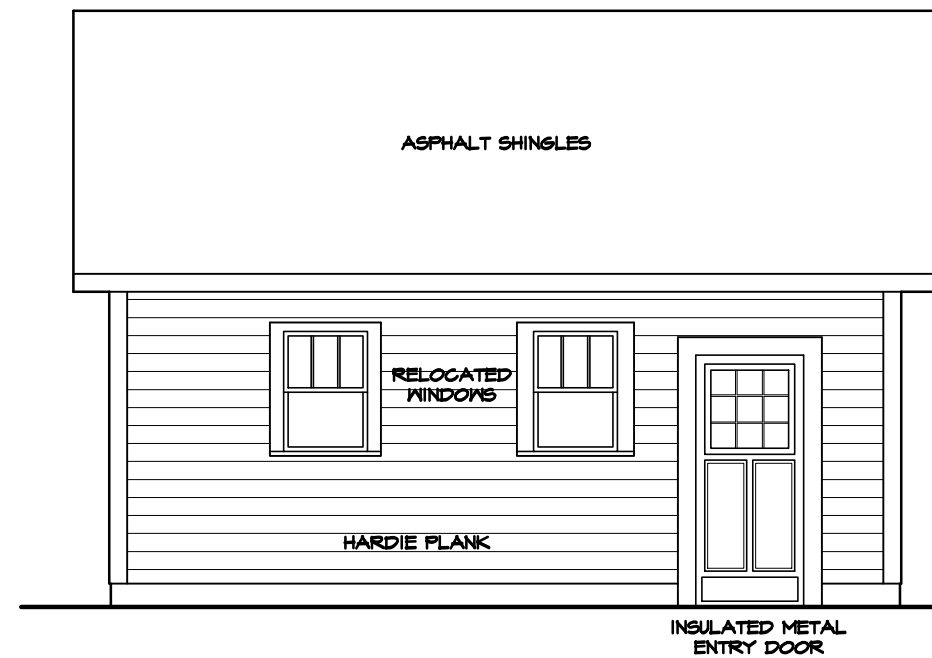 ASPHALT SHINGLES
RELOCATED
WINDOWS
HARDIE PLANK
INSULATED METAL
ENTRY DOOR